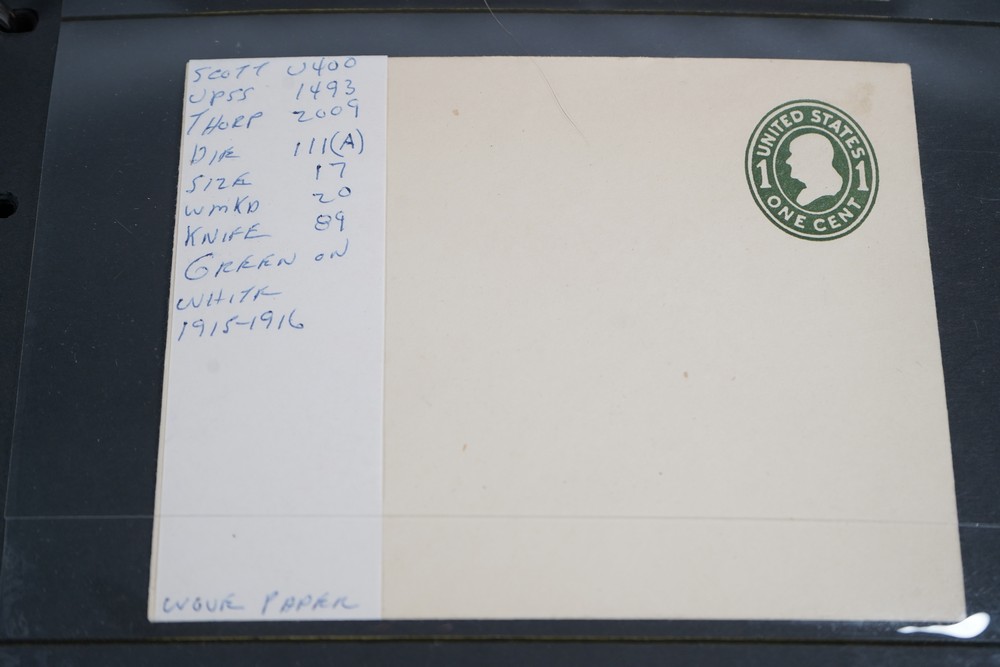 SCOTT U400
UPSS 1493
THORP 2009
DIE 111(A)
SIZE 17
WMKD 20
KNIFE 89
GREEN ON
WHITE
1915-1916
WOVE PAPER
UNITED STATES
1 1
ONE CENT